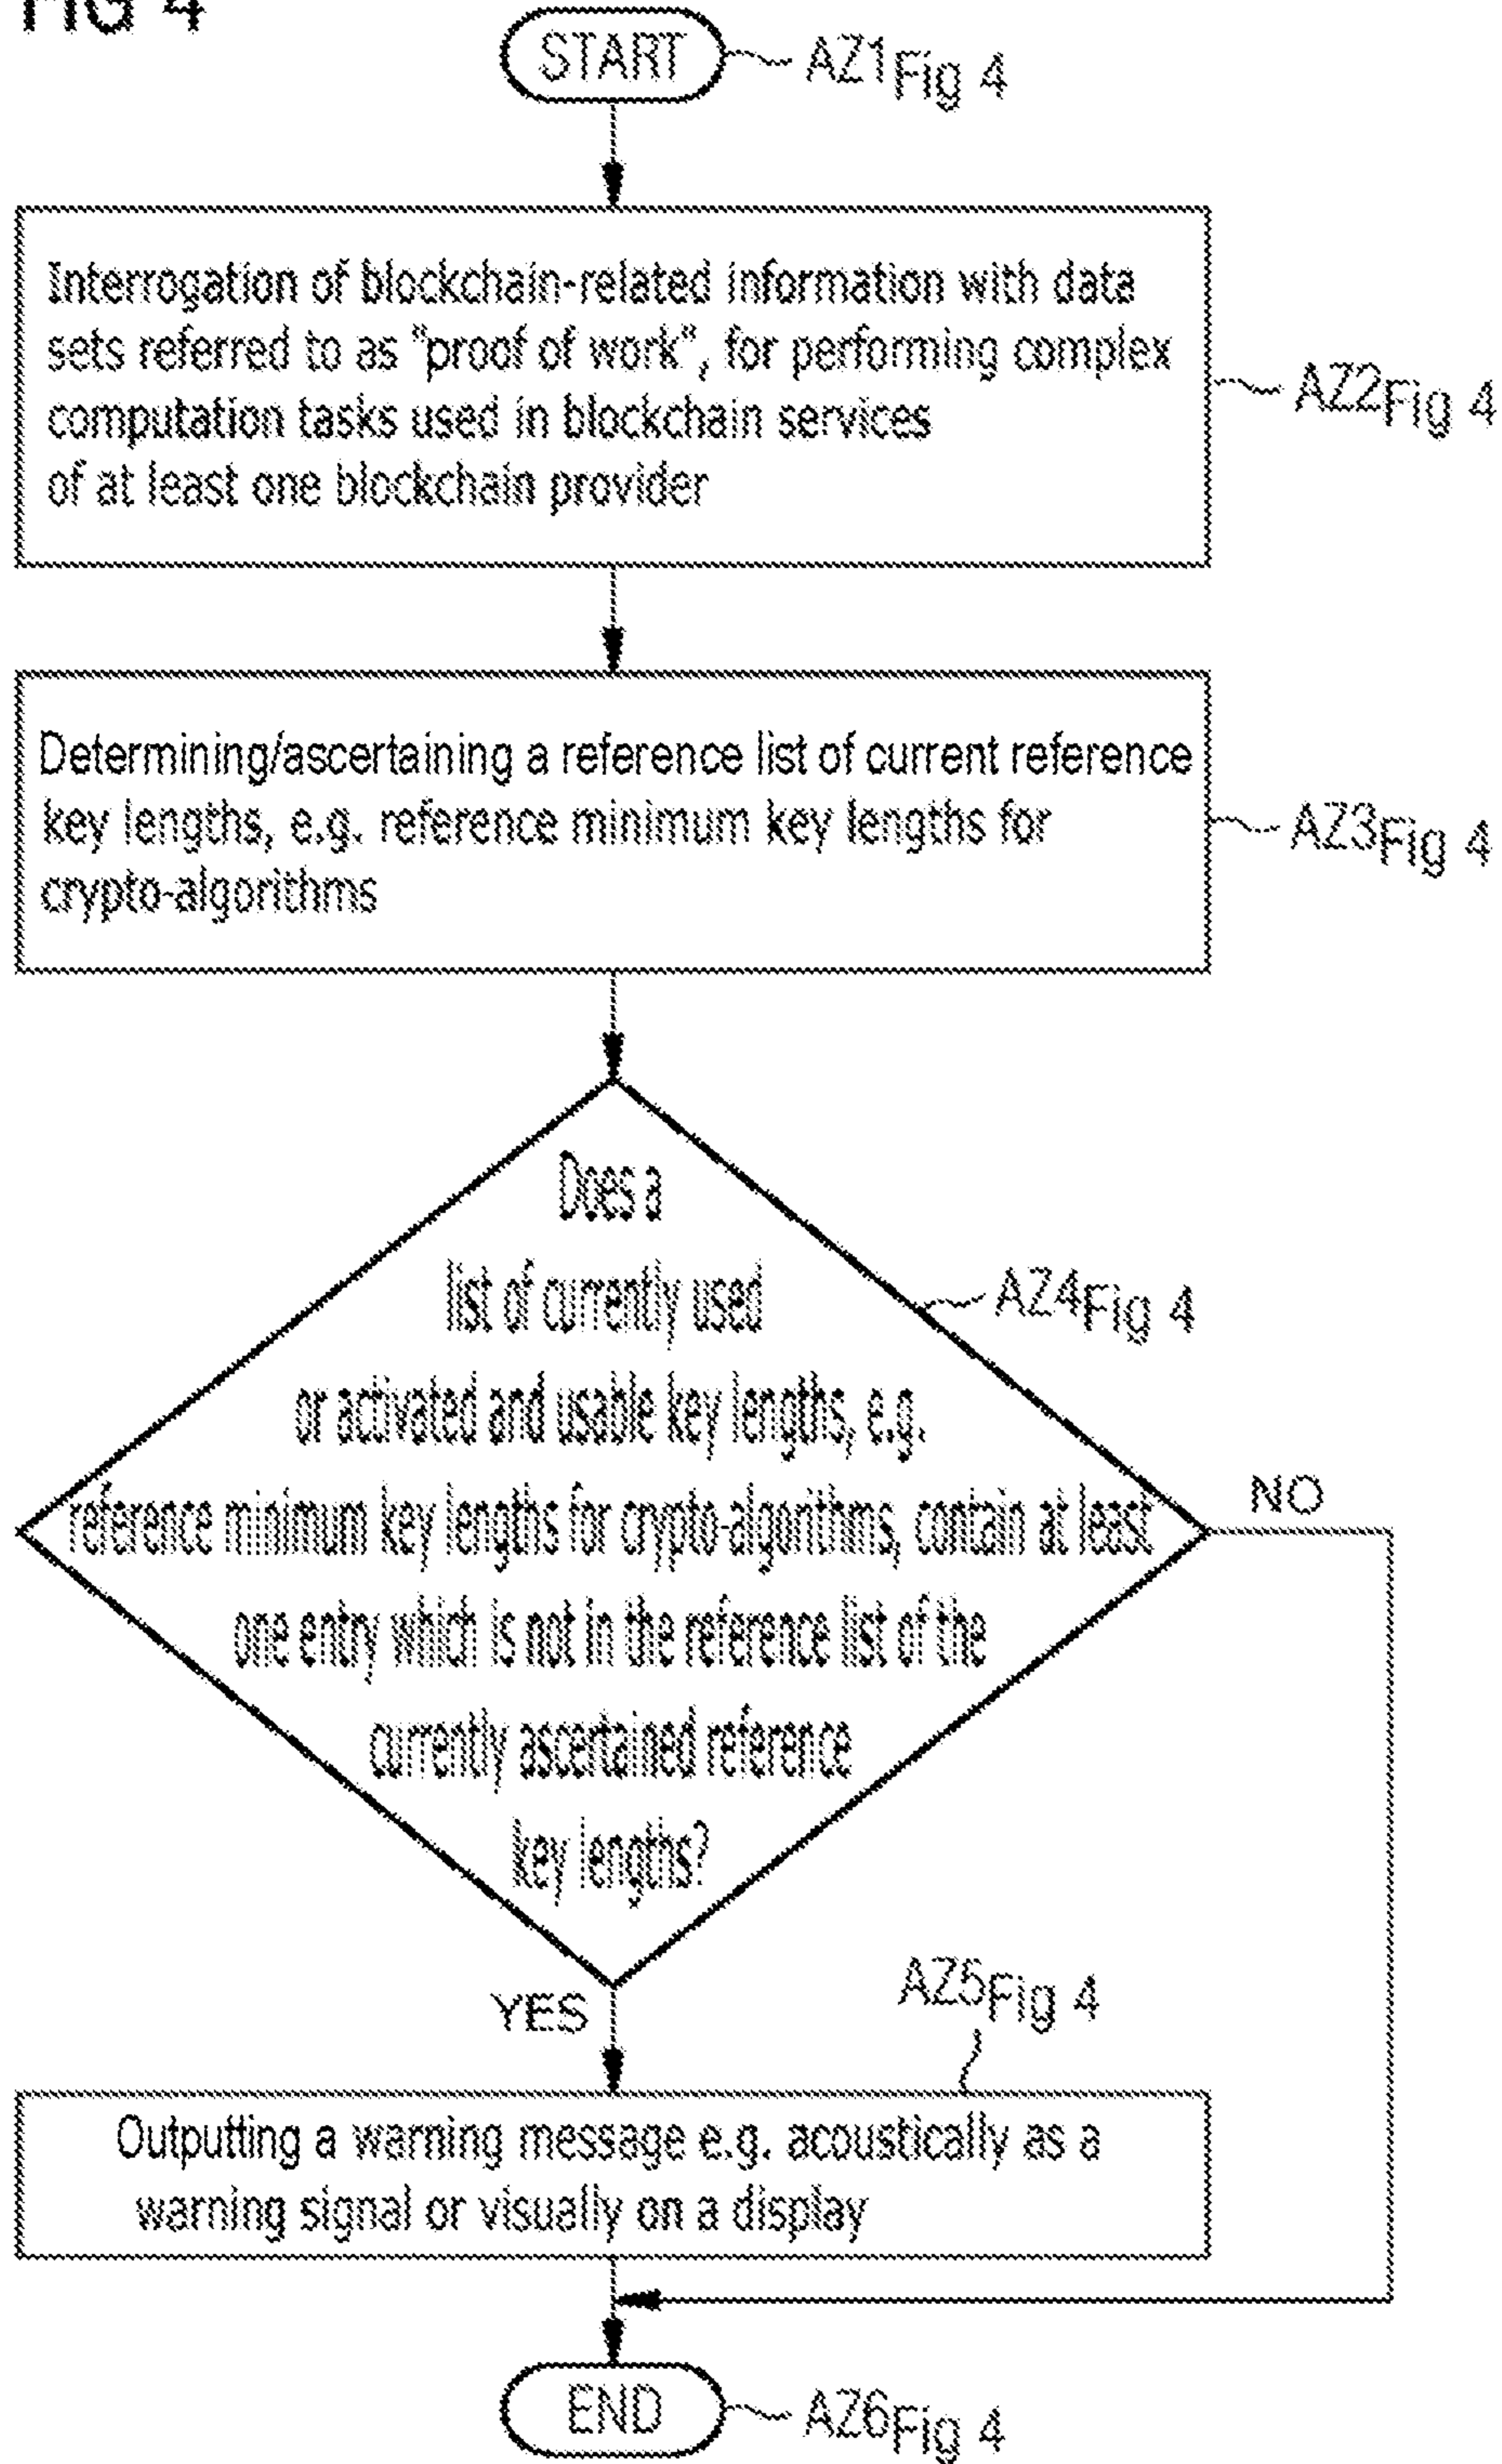 FIG 4
START
AZ1Fig 4
Interrogation of blockchain-related information with data
sets referred to as "proof of work", for performing complex
computation tasks used in blockchain services
of at least one blockchain provider
AZ2Fig 4
Determining/ascertaining a reference list of current reference
key lengths, e.g. reference minimum key lengths for
crypto-algorithms
AZ3Fig 4
Does a
list of currently used
or activated and usable key lengths, e.g.
reference minimum key lengths for crypto-algorithms, contain at least
one entry which is not in the reference list of the
currently ascertained reference
key lengths?
AZ4Fig 4
NO
YES
AZ5Fig 4
Outputting a warning message e.g. acoustically as a
warning signal or visually on a display
END
AZ6Fig 4